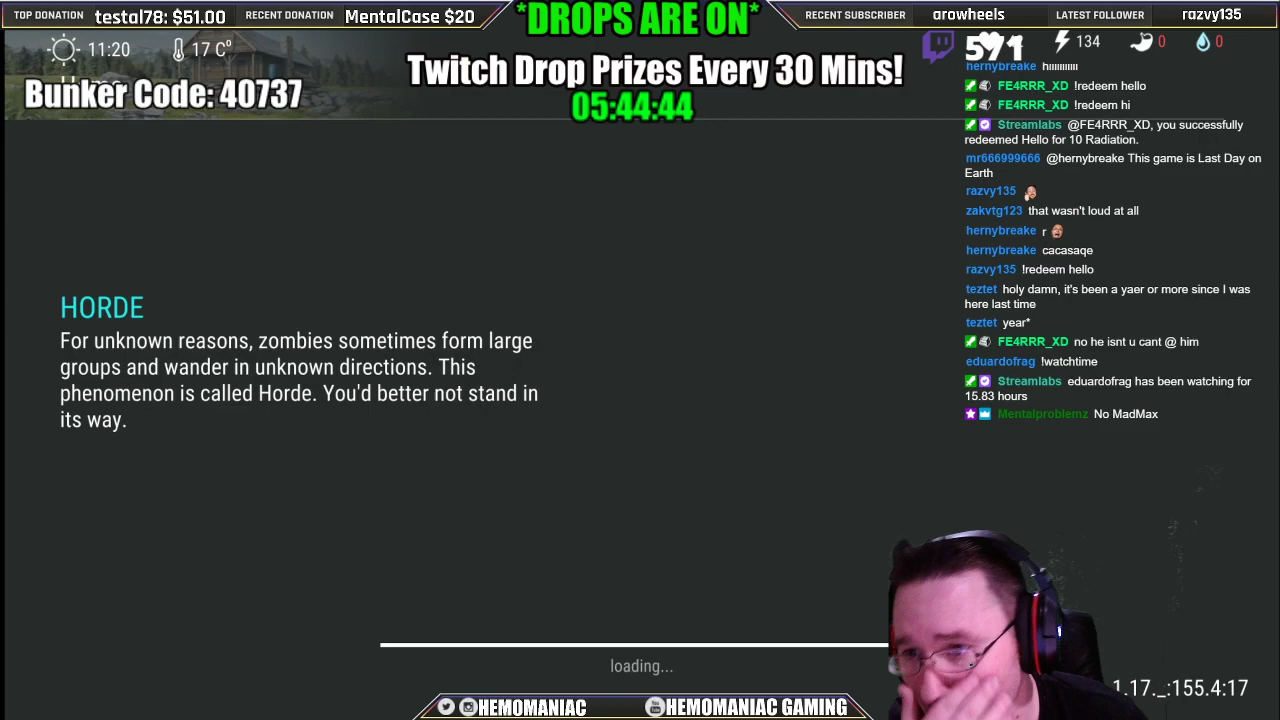 TOP DONATION testal78: $51.00 RECENT DONATION MentalCase $20
*DROPS ARE ON*
RECENT SUBSCRIBER arowheels LATEST FOLLOWER razvy135
11:20 17 C°
Bunker Code: 40737
Twitch Drop Prizes Every 30 Mins!
05:44:44
571 134 0 0
hernybreake hiiiiiiiiiii
FE4RRR_XD !redeem hello
FE4RRR_XD !redeem hi
Streamlabs @FE4RRR_XD, you successfully
redeemed Hello for 10 Radiation.
mr666999666 @hernybreake This game is Last Day on
Earth
razvy135
zakvtg123 that wasn't loud at all
hernybreake r
hernybreake cacasaqe
razvy135 !redeem hello
teztet holy damn, it's been a yaer or more since I was
here last time
teztet year*
FE4RRR_XD no he isnt u cant @ him
eduardofrag !watchtime
Streamlabs eduardofrag has been watching for
15.83 hours
Mentalproblemz No MadMax
HORDE
For unknown reasons, zombies sometimes form large
groups and wander in unknown directions. This
phenomenon is called Horde. You'd better not stand in
its way.
loading...
1.17._:155.4:17
HEMOMANIAC HEMOMANIAC GAMING